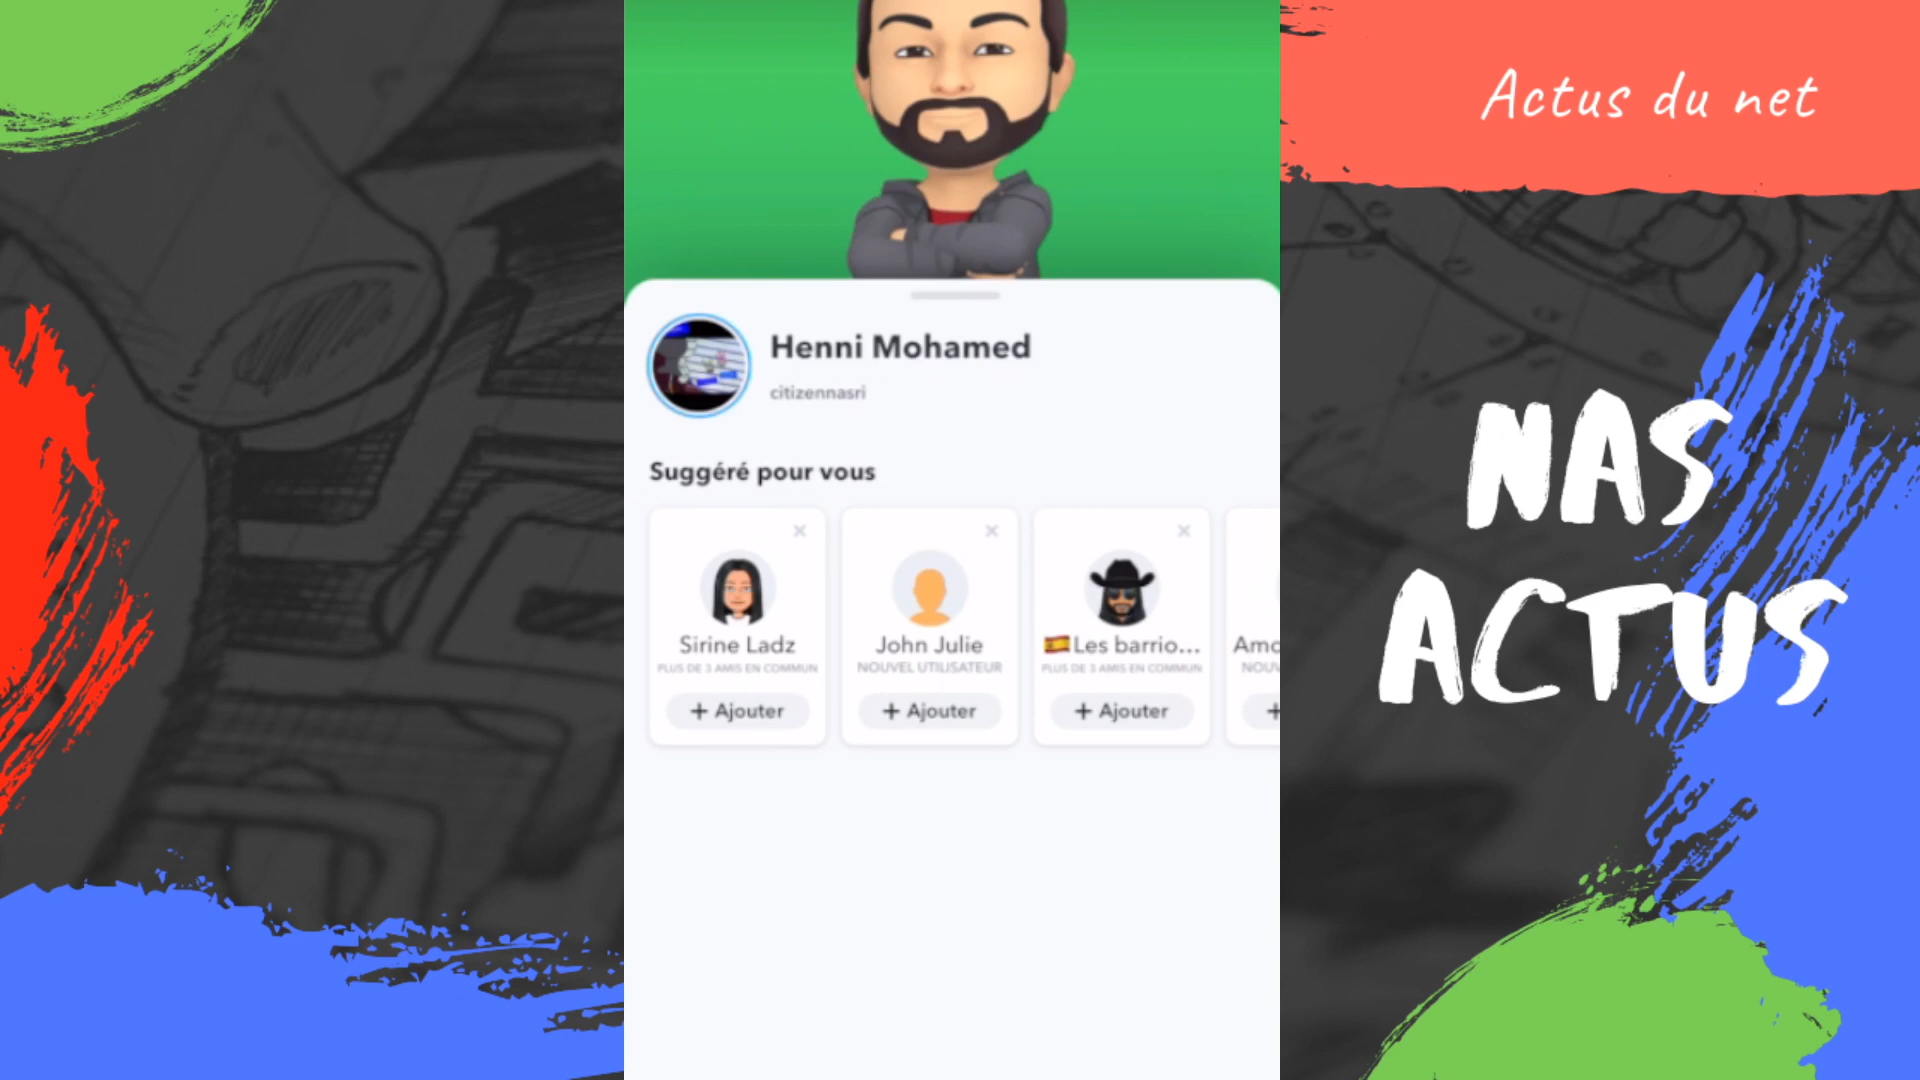 Henni Mohamed
citizennasri
Suggéré pour vous
Sirine Ladz
PLUS DE 3 AMIS EN COMMUN
+ Ajouter
John Julie
NOUVEL UTILISATEUR
+ Ajouter
Les barrio...
PLUS DE 3 AMIS EN COMMUN
+ Ajouter
Actus du net
NAS
ACTUS